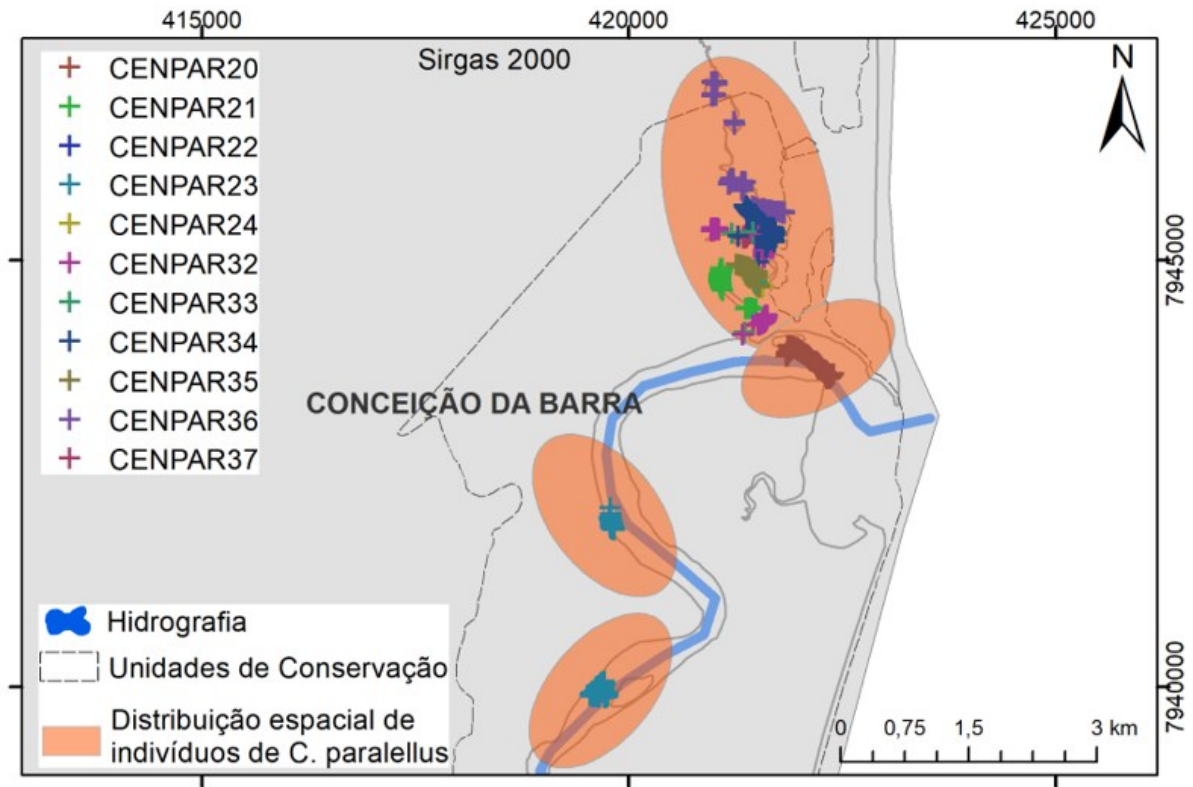 415000
420000
425000
Sirgas 2000
N
CENPAR20
CENPAR21
CENPAR22
CENPAR23
CENPAR24
CENPAR32
CENPAR33
CENPAR34
CENPAR35
CENPAR36
CENPAR37
7945000
CONCEIÇÃO DA BARRA
Hidrografia
Unidades de Conservação
Distribuição espacial de
indivíduos de C. paralellus
7940000
0 0,75 1,5 3 km